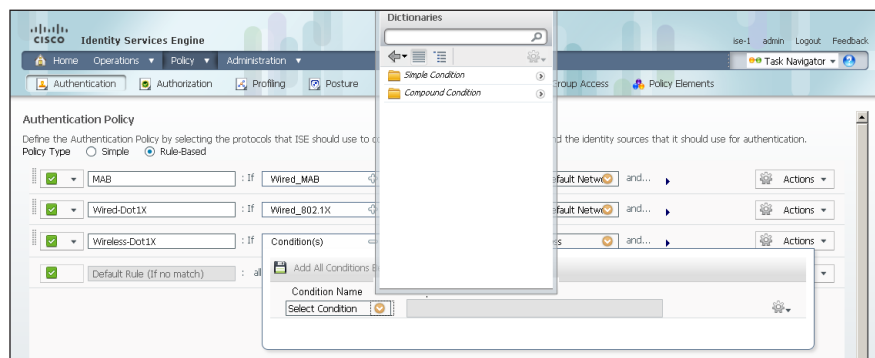 Dictionaries
CISCO Identity Services Engine
ise-1 admin Logout Feedback
Home Operations Policy Administration
Task Navigator
Simple Condition
Authentication Authorization Profiling Posture
roup Access Policy Elements
Compound Condition
Authentication Policy
Define the Authentication Policy by selecting the protocols that ISE should use to c
d the identity sources that it should use for authentication.
Policy Type Simple Rule-Based
MAB : If Wired_MAB
efault Netwo and... Actions
Wired-Dot1X : If Wired_802.1X
efault Netwo and... Actions
Wireless-Dot1X : If Condition(s)
s and... Actions
Default Rule (If no match) : al
Add All Conditions B
Condition Name
Select Condition